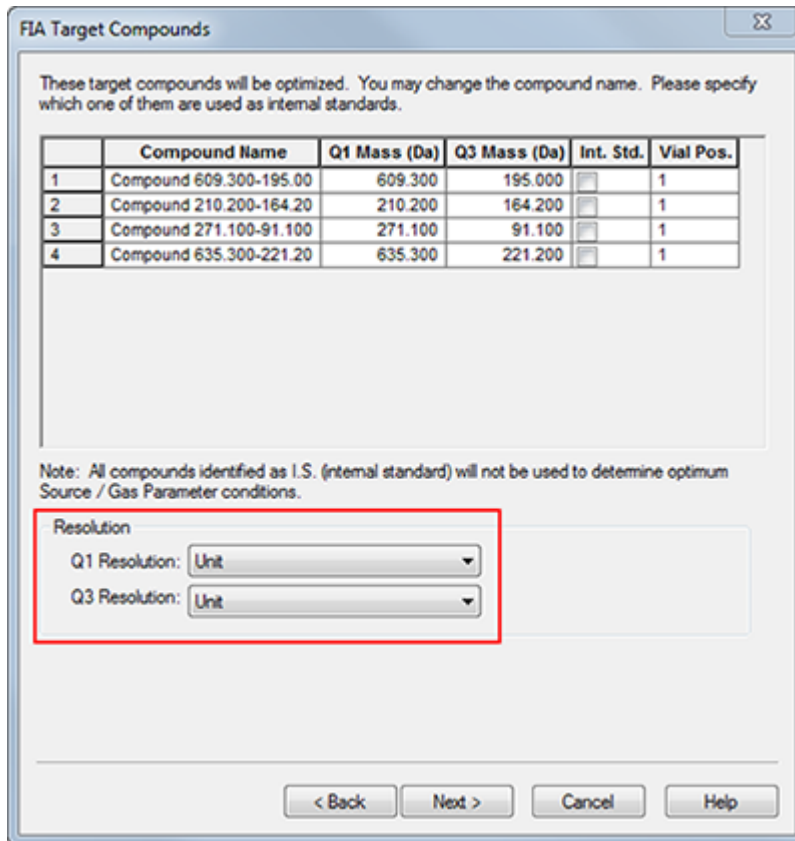 FIA Target Compounds
These target compounds will be optimized. You may change the compound name. Please specify
which one of them are used as internal standards.
Compound Name Q1 Mass (Da) Q3 Mass (Da) Int. Std. Vial Pos.
1 Compound 609.300-195.00 609.300 195.000 1
2 Compound 210.200-164.20 210.200 164.200 1
3 Compound 271.100-91.100 271.100 91.100 1
4 Compound 635.300-221.20 635.300 221.200 1
Note: All compounds identified as I.S. (internal standard) will not be used to determine optimum
Source / Gas Parameter conditions.
Resolution
Q1 Resolution: Unit
Q3 Resolution: Unit
< Back Next > Cancel Help